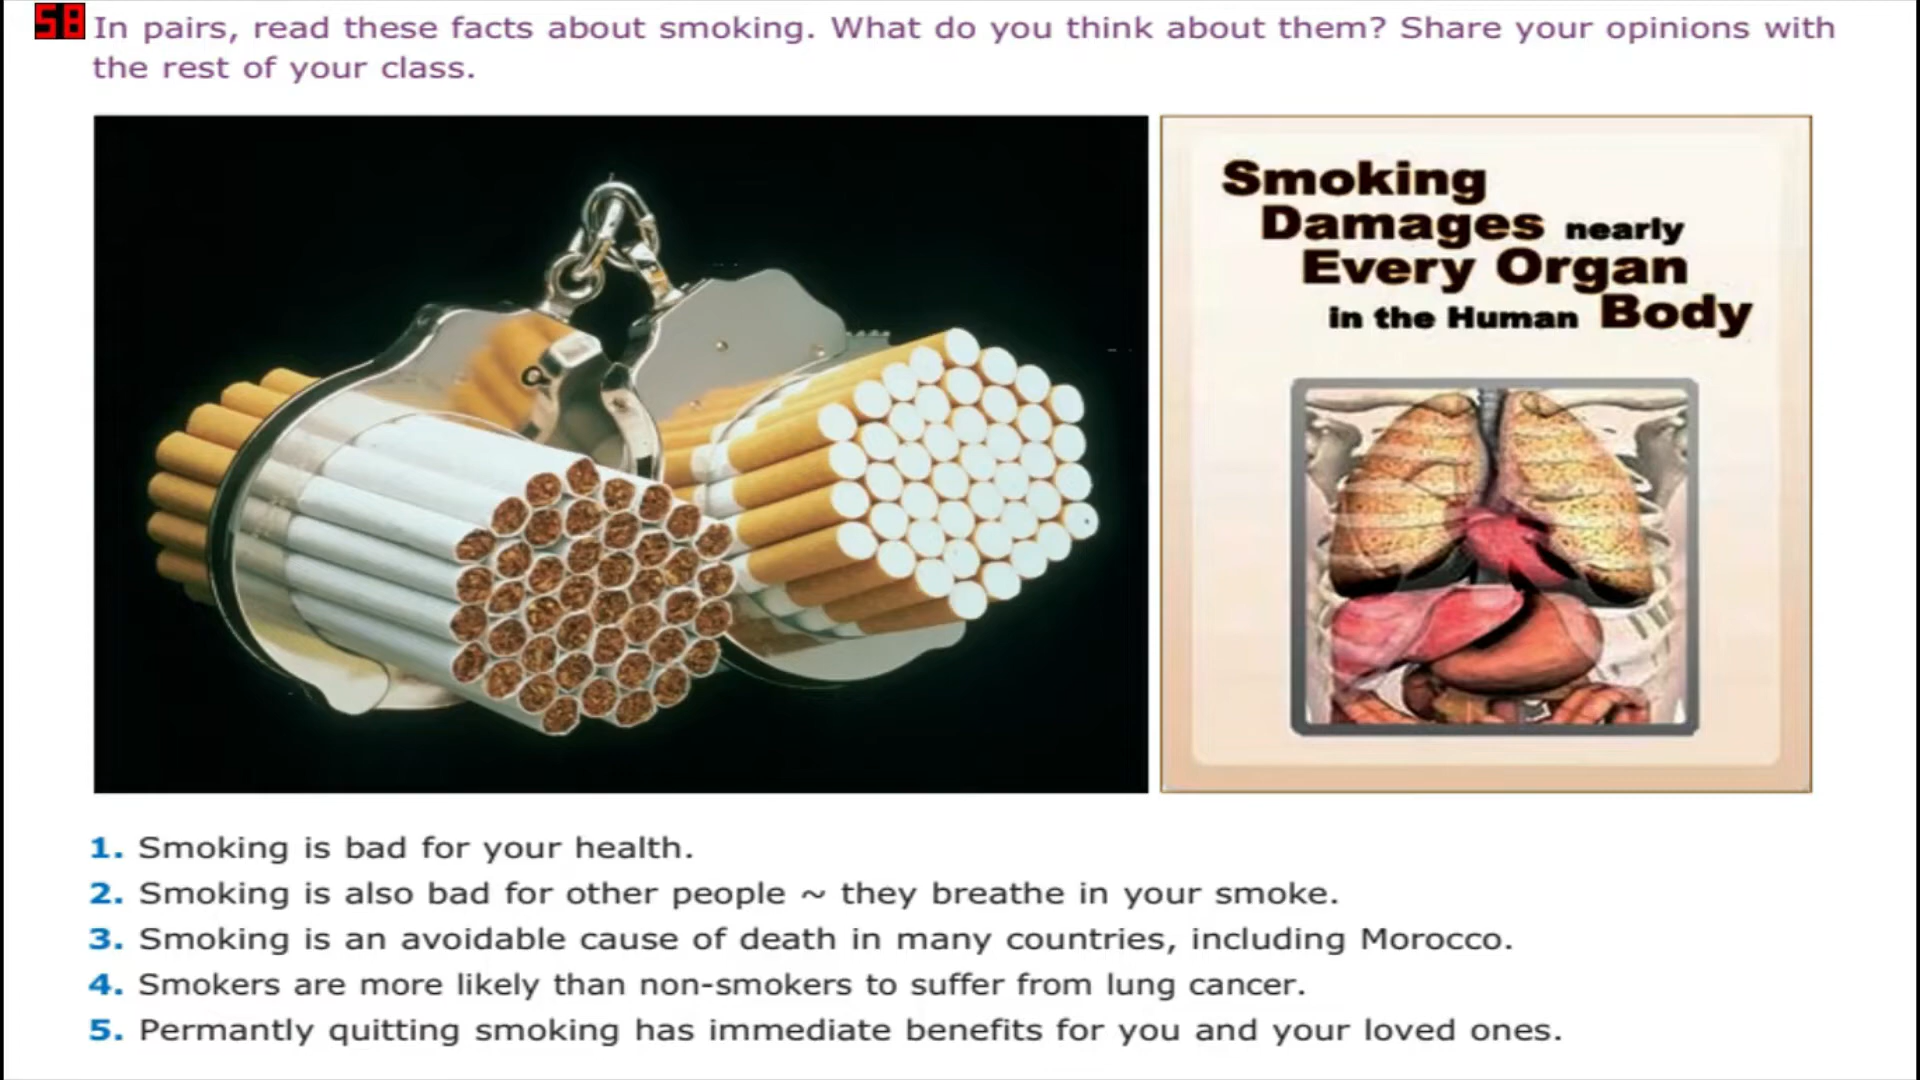 58
In pairs, read these facts about smoking. What do you think about them? Share your opinions with
the rest of your class.
Smoking
Damages nearly
Every Organ
in the Human Body
1. Smoking is bad for your health.
2. Smoking is also bad for other people ~ they breathe in your smoke.
3. Smoking is an avoidable cause of death in many countries, including Morocco.
4. Smokers are more likely than non-smokers to suffer from lung cancer.
5. Permantly quitting smoking has immediate benefits for you and your loved ones.